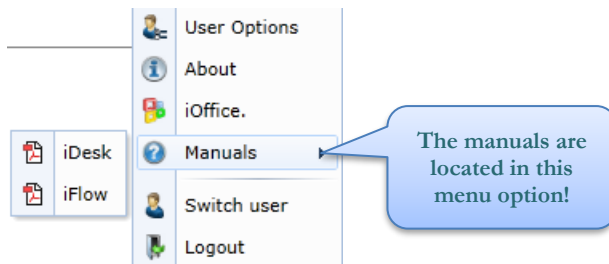 User Options
About
iOffice.
Manuals
Switch user
Logout
iDesk
iFlow
The manuals are
located in this
menu option!